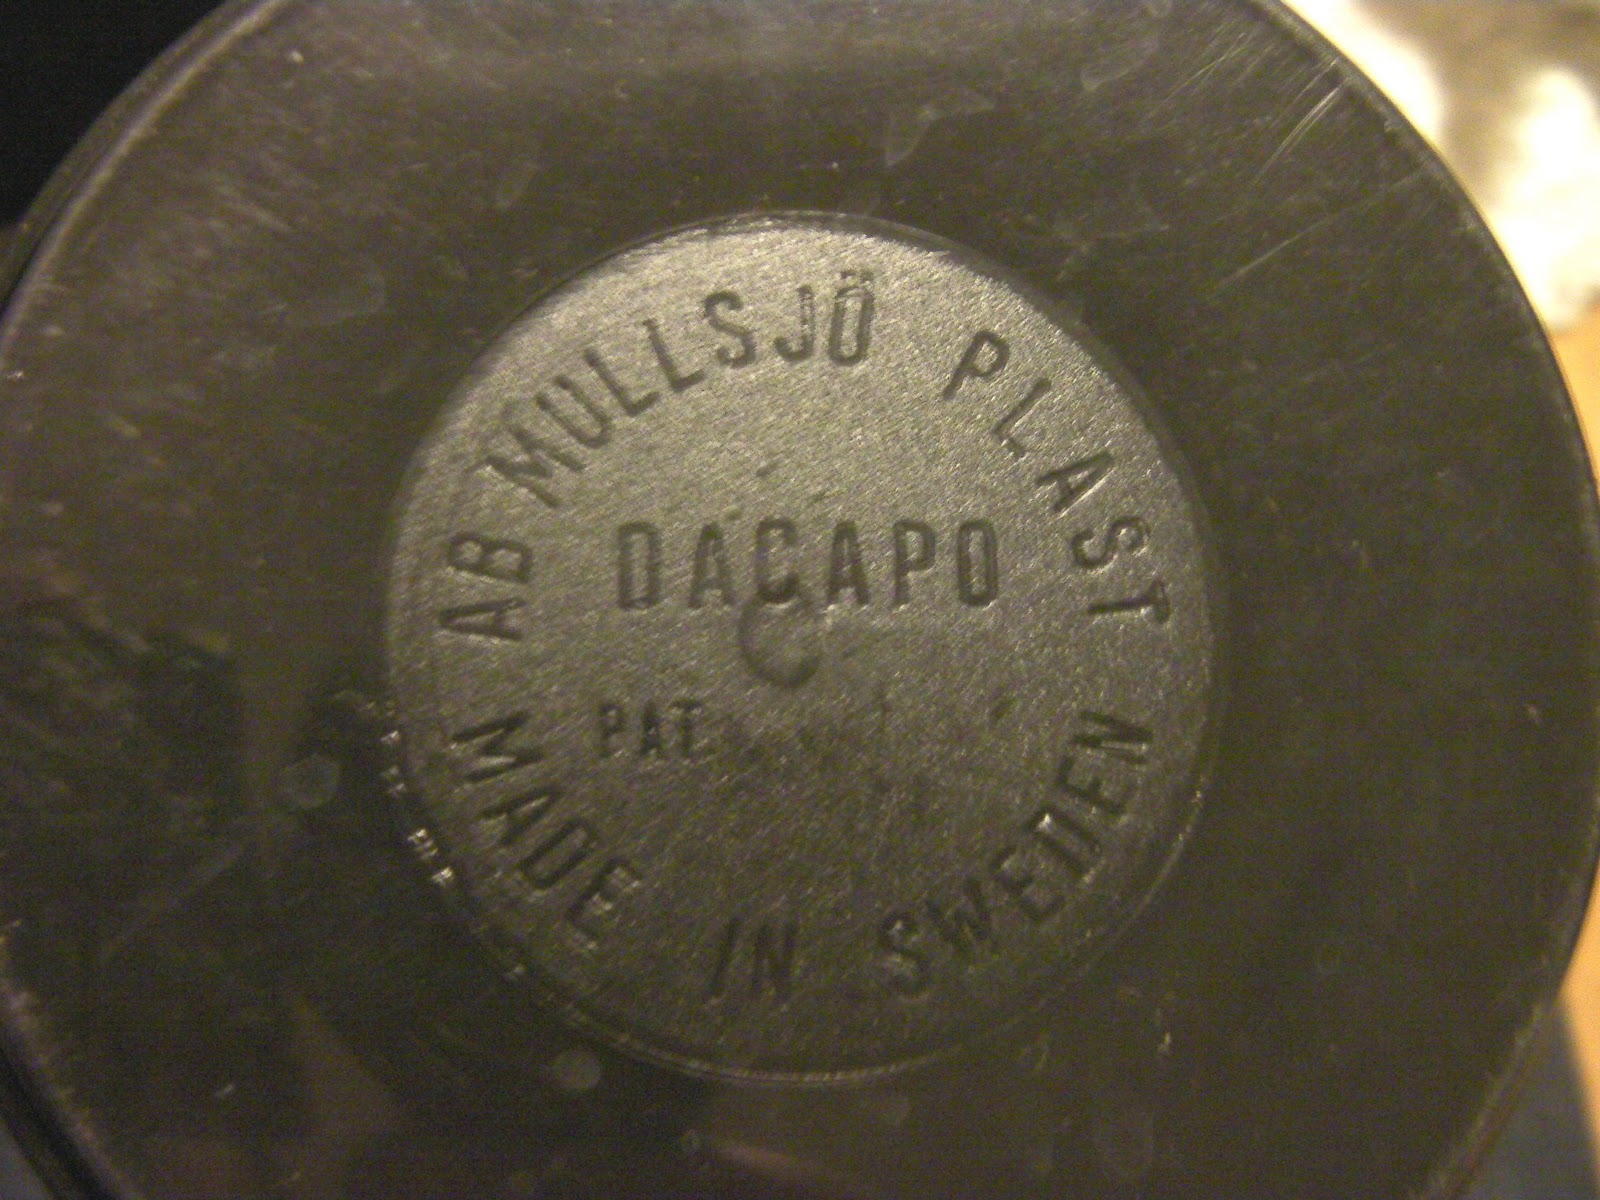 AB MULLSJÖ PLAST
DACAPO
C
PAT.
MADE IN SWEDEN